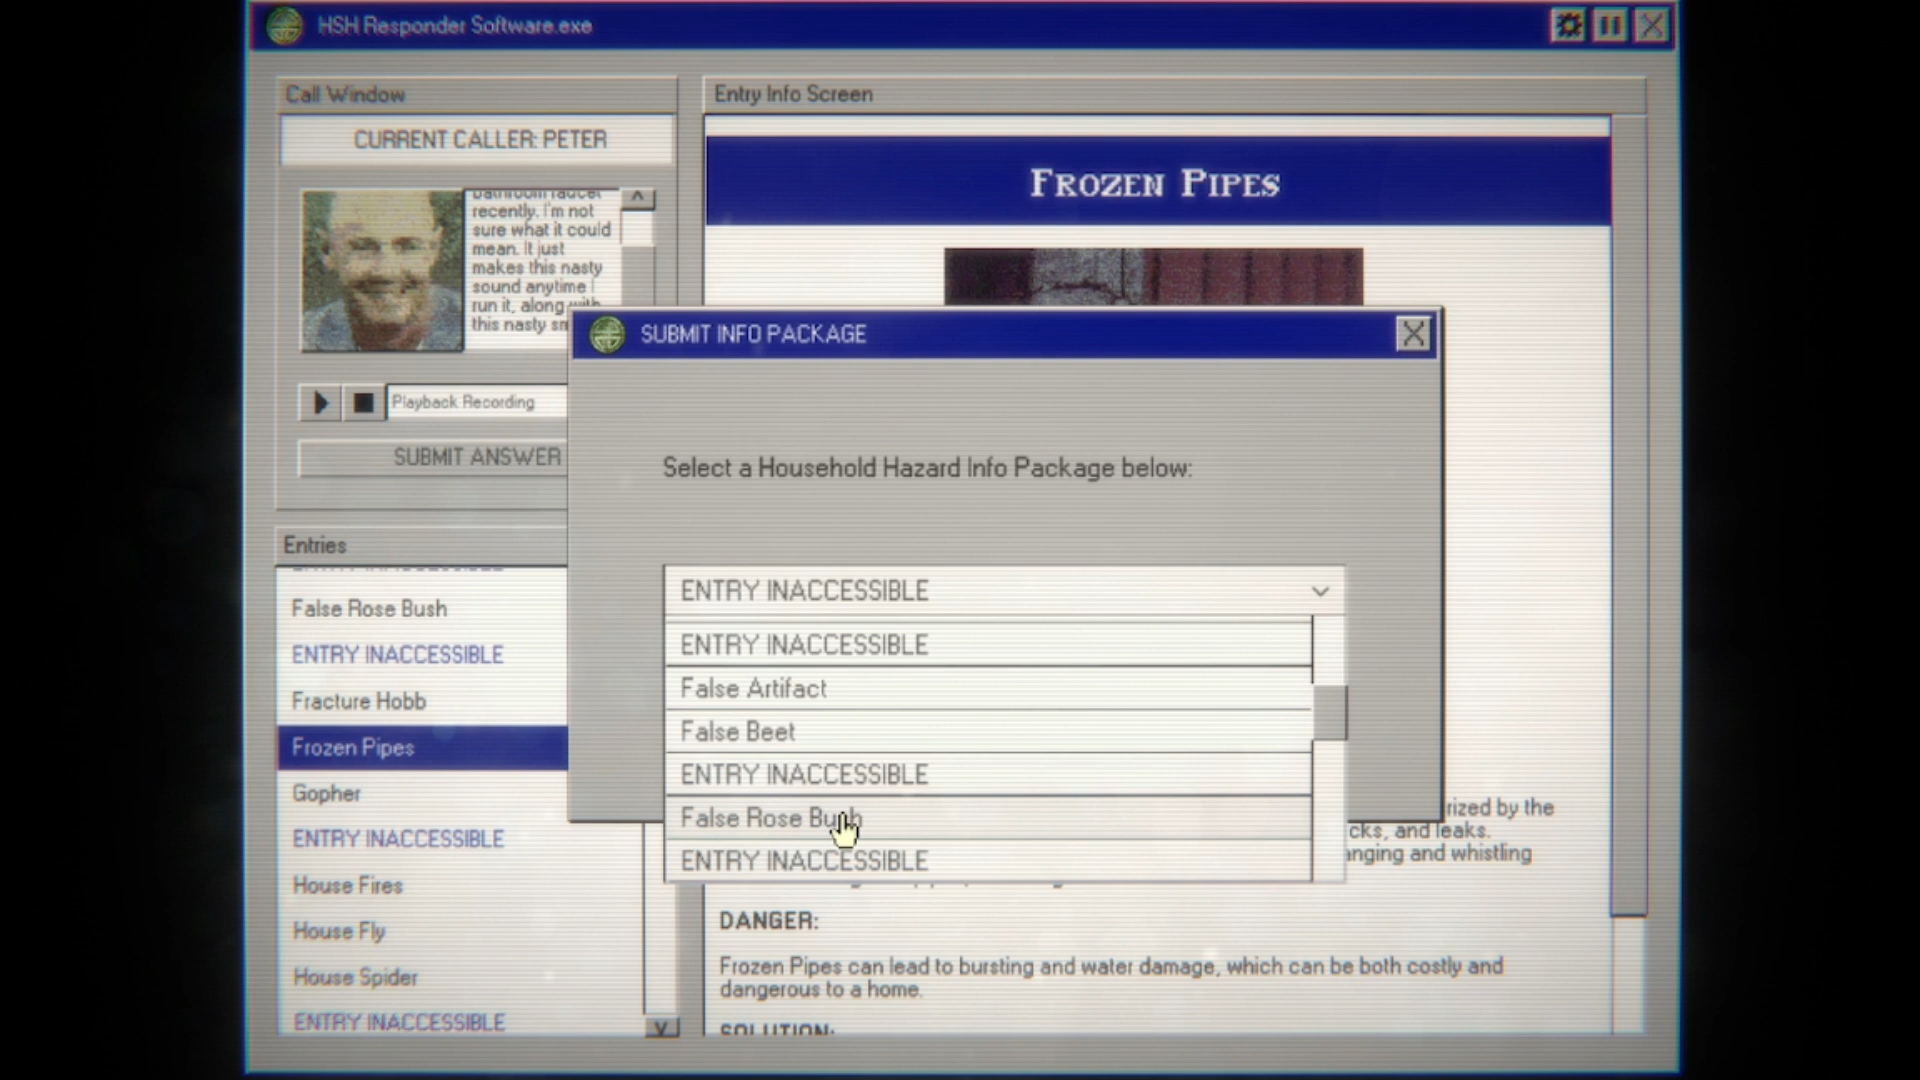 HSH Responder Software.exe
Call Window
CURRENT CALLER: PETER
bathroom faucet
recently. I'm not
sure what it could
mean. It just
makes this nasty
sound anytime I
run it, along with
this nasty
Playback Recording
SUBMIT ANSWER
Entries
False Rose Bush
ENTRY INACCESSIBLE
Fracture Hobb
Frozen Pipes
Gopher
ENTRY INACCESSIBLE
House Fires
House Fly
House Spider
ENTRY INACCESSIBLE
Entry Info Screen
FROZEN PIPES
SUBMIT INFO PACKAGE
Select a Household Hazard Info Package below:
ENTRY INACCESSIBLE
ENTRY INACCESSIBLE
False Artifact
False Beet
ENTRY INACCESSIBLE
False Rose Bush
ENTRY INACCESSIBLE
rized by the
cks, and leaks.
anging and whistling
DANGER:
Frozen Pipes can lead to bursting and water damage, which can be both costly and
dangerous to a home.
SOLUTION: